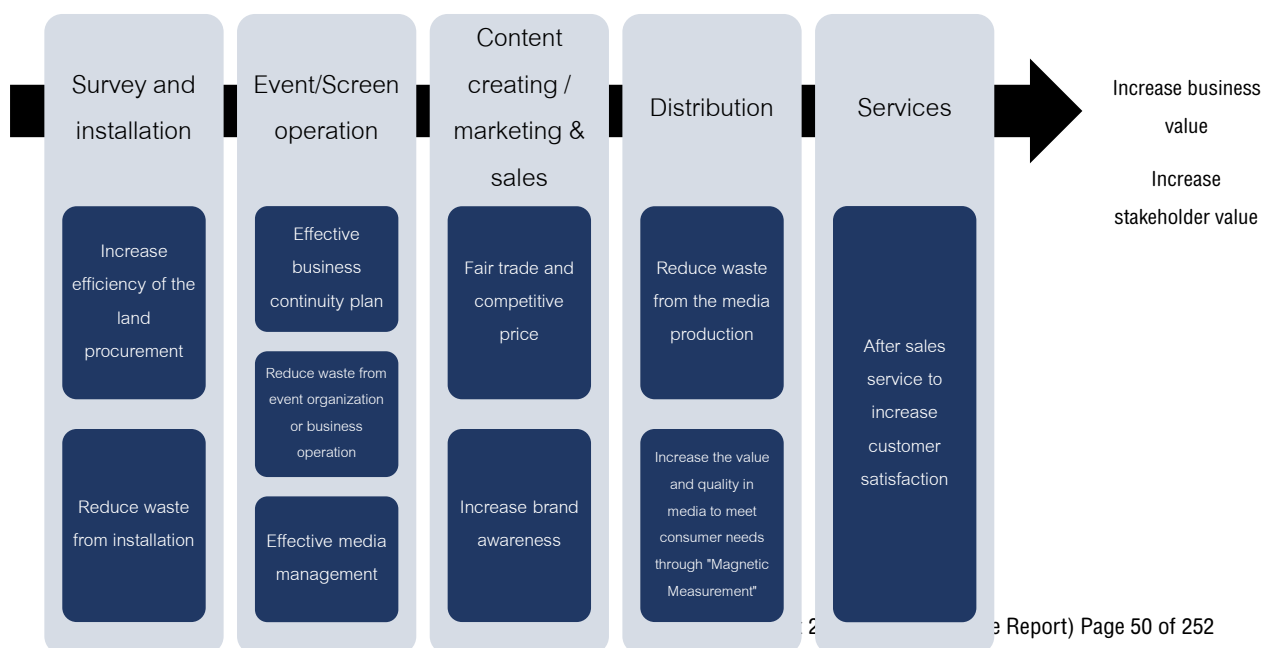 Survey and
installation
Increase
efficiency of the
land
procurement
Reduce waste
from installation
Event/Screen
operation
Effective
business
continuity plan
Reduce waste from
event organization
or business
operation
Effective media
management
Content
creating /
marketing &
sales
Fair trade and
competitive
price
Increase brand
awareness
Distribution
Reduce waste
from the media
production
Increase the value
and quality in
media to meet
consumer needs
through "Magnetic
Measurement"
Services
After sales
service to
increase
customer
satisfaction
Increase business
value
Increase
stakeholder value
Report) Page 50 of 252